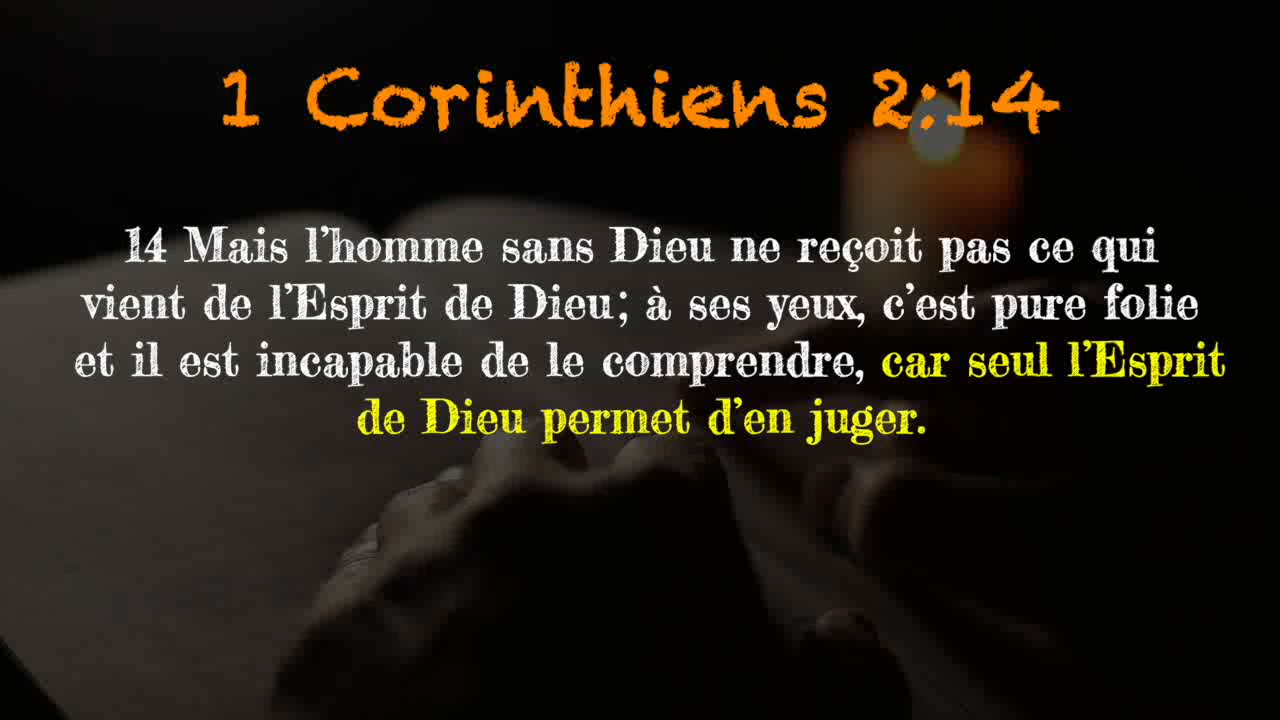 1 Corinthiens 2:14
14 Mais l’homme sans Dieu ne reçoit pas ce qui
vient de l’Esprit de Dieu; à ses yeux, c’est pure folie
et il est incapable de le comprendre, car seul l’Esprit
de Dieu permet d’en juger.